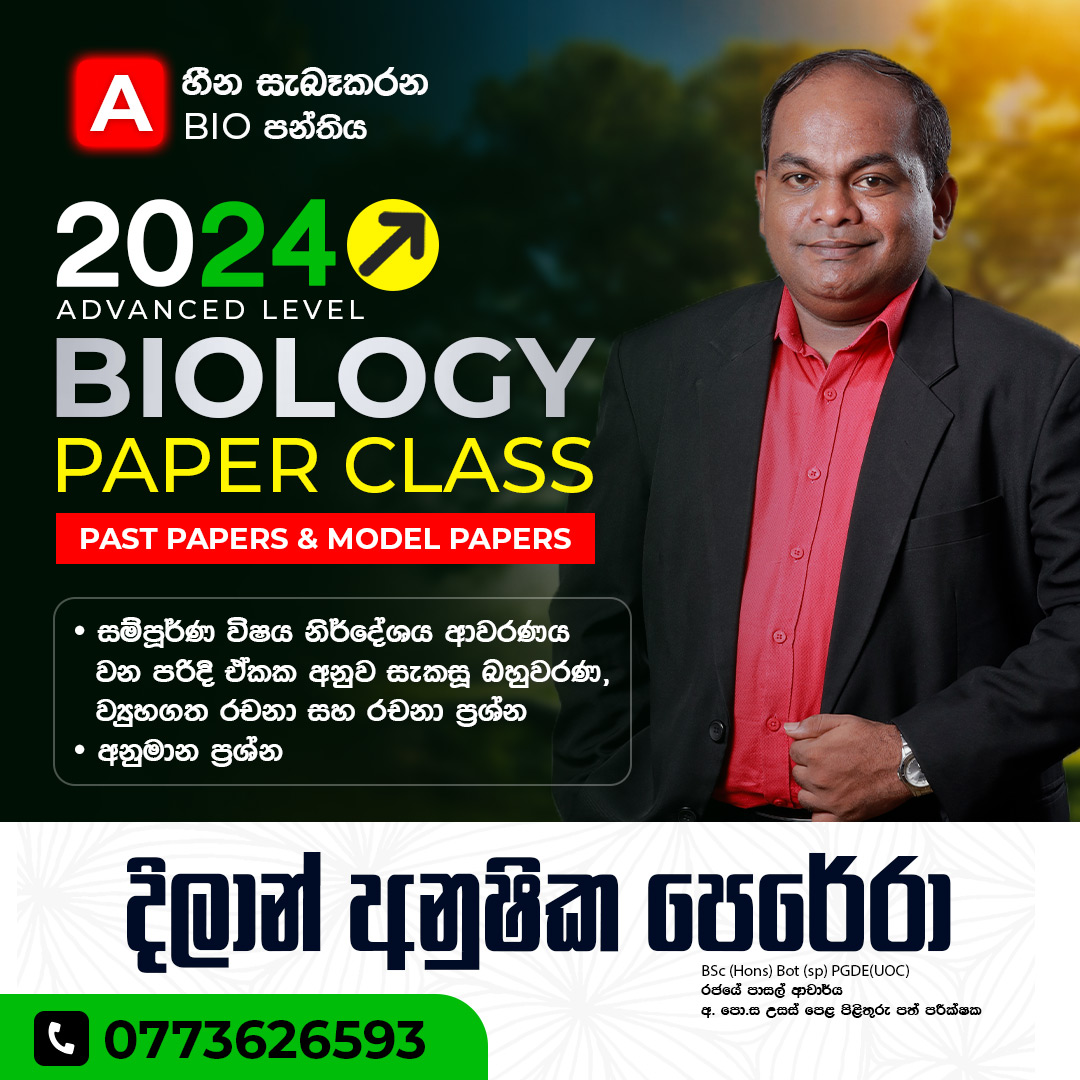 A හීන සැබෑකරන
BIO පන්තිය
2024
ADVANCED LEVEL
BIOLOGY
PAPER CLASS
PAST PAPERS & MODEL PAPERS
• සම්පූර්ණ විෂය නිර්දේශය ආවරණය
වන පරිදි ඒකක අනුව සැකසූ බහුවරණ,
ව්‍යුහගත රචනා සහ රචනා ප්‍රශ්න
• අනුමාන ප්‍රශ්න
දිලාන් අනුෂික පෙරේරා
BSc (Hons) Bot (sp) PGDE(UOC)
රජයේ පාසල් ආචාර්ය
අ. පො.ස උසස් පෙළ පිළිතුරු පත් පරීක්ෂක
0773626593